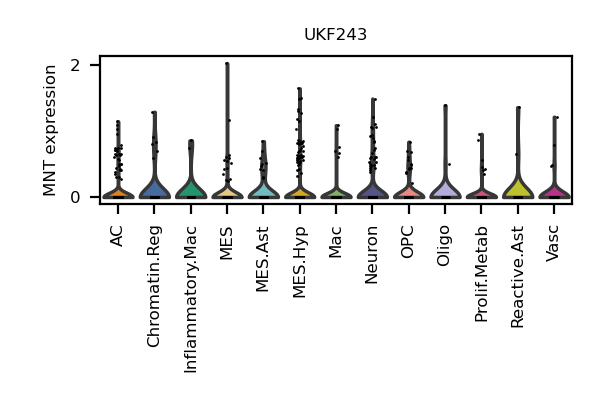 UKF243
MNT expression
2
0
AC
Chromatin.Reg
Inflammatory.Mac
MES
MES.Ast
MES.Hyp
Mac
Neuron
OPC
Oligo
Prolif.Metab
Reactive.Ast
Vasc